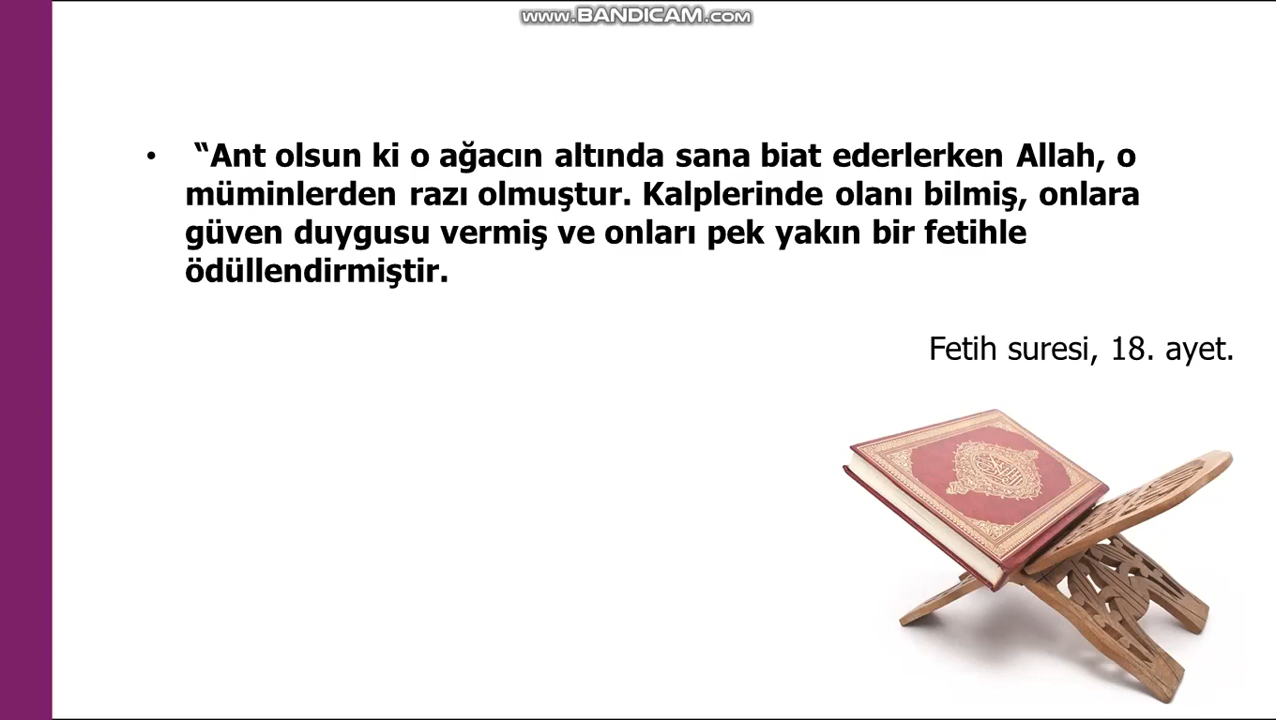 www.BANDICAM.com
• “Ant olsun ki o ağacın altında sana biat ederlerken Allah, o
müminlerden razı olmuştur. Kalplerinde olanı bilmiş, onlara
güven duygusu vermiş ve onları pek yakın bir fetihle
ödüllendirmiştir.
Fetih suresi, 18. ayet.